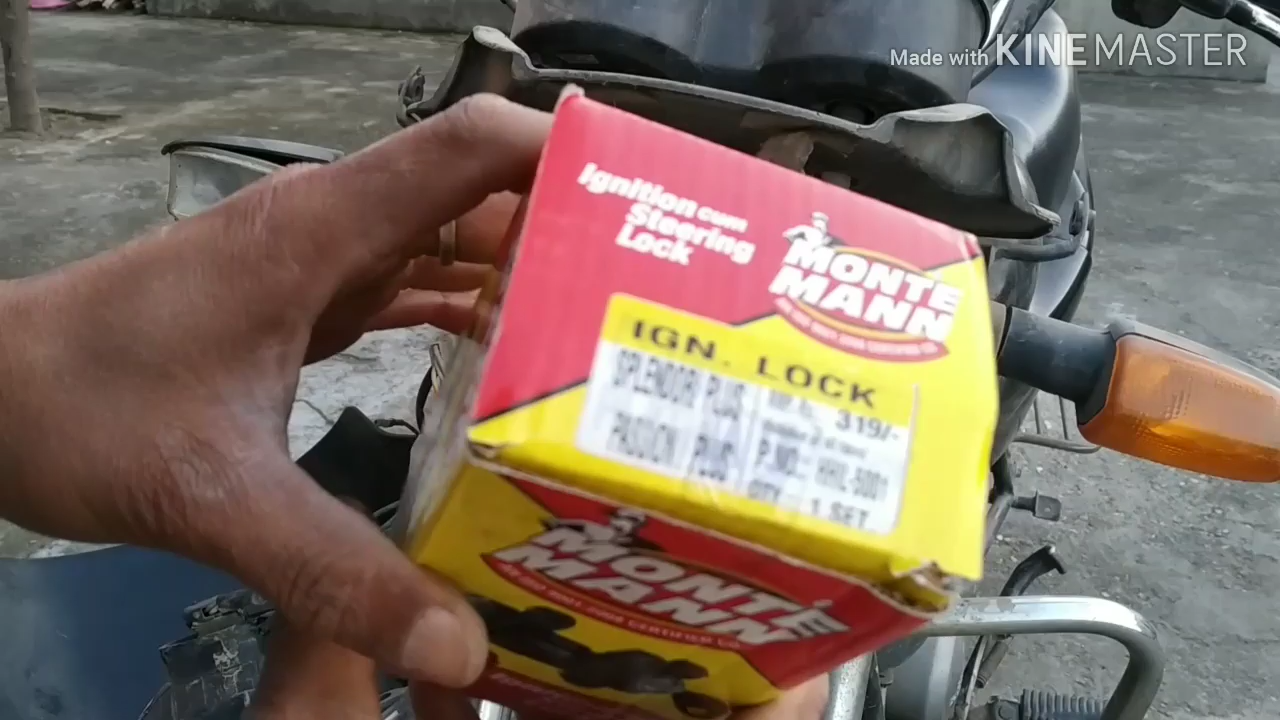 Made with KINEMASTER
Ignition cum
Steering
Lock
MONTE
MANN
IGN. LOCK
SPLENDOR PLUS
319/-
PASSION PLUS
P.NO.-
QTY 1 SET
MONTE
MANN